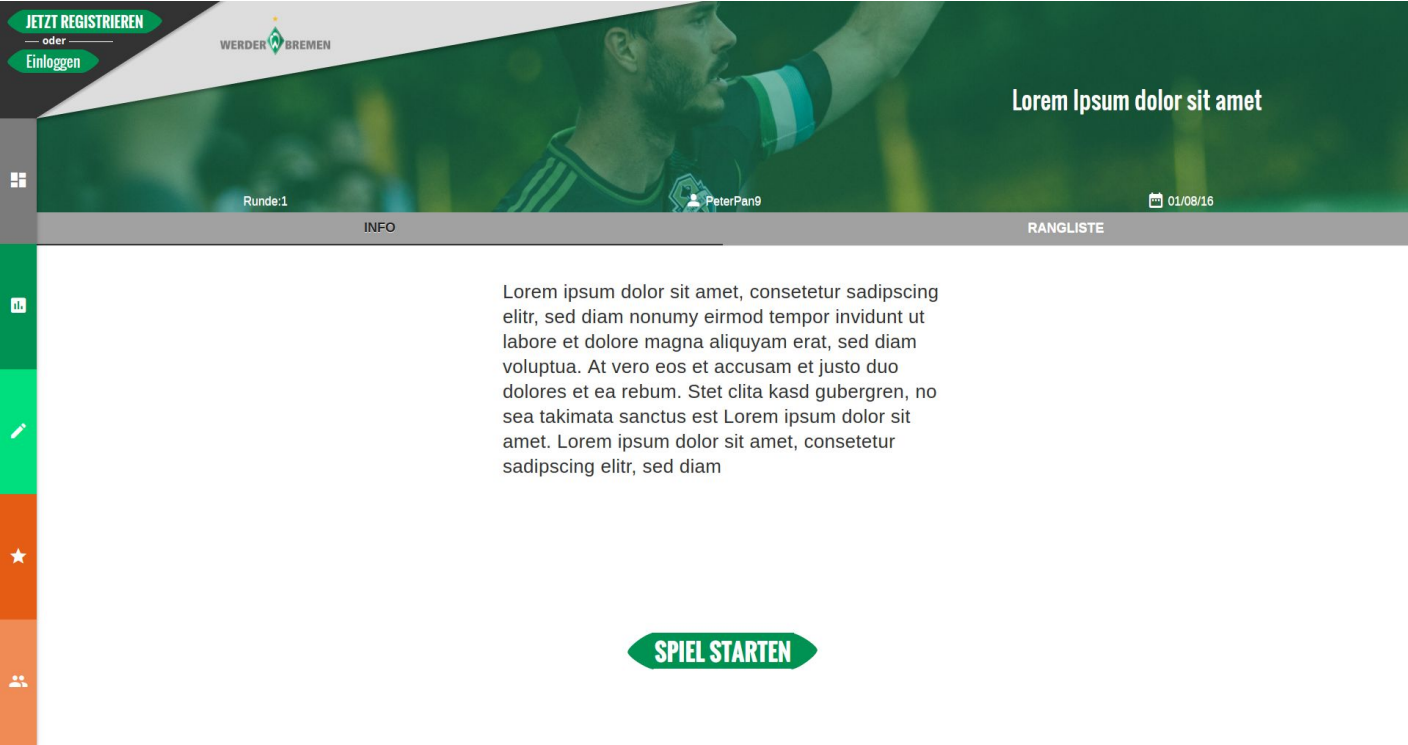 JETZT REGISTRIEREN
oder
Einloggen
WERDER W BREMEN
Lorem Ipsum dolor sit amet
Runde:1
PeterPan9
01/08/16
INFO
RANGLISTE
Lorem ipsum dolor sit amet, consetetur sadipscing
elitr, sed diam nonumy eirmod tempor invidunt ut
labore et dolore magna aliquyam erat, sed diam
voluptua. At vero eos et accusam et justo duo
dolores et ea rebum. Stet clita kasd gubergren, no
sea takimata sanctus est Lorem ipsum dolor sit
amet. Lorem ipsum dolor sit amet, consetetur
sadipscing elitr, sed diam
SPIEL STARTEN